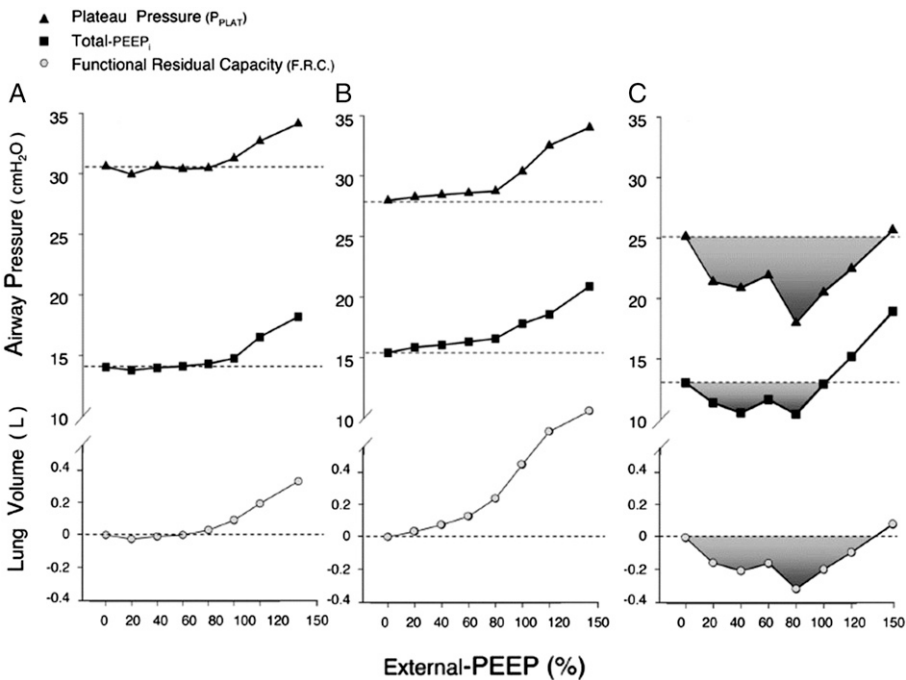 Plateau Pressure (P_PLAT)
Total-PEEP_i
Functional Residual Capacity (F.R.C.)
A
B
C
Airway Pressure (cmH₂O)
35
30
25
20
15
10
35
30
25
20
15
10
35
30
25
20
15
10
Lung Volume (L)
0.4
0.2
0
-0.2
-0.4
0.4
0.2
0
-0.2
-0.4
0.4
0.2
0
-0.2
-0.4
0 20 40 60 80 100 120 150
0 20 40 60 80 100 120 150
0 20 40 60 80 100 120 150
External-PEEP (%)